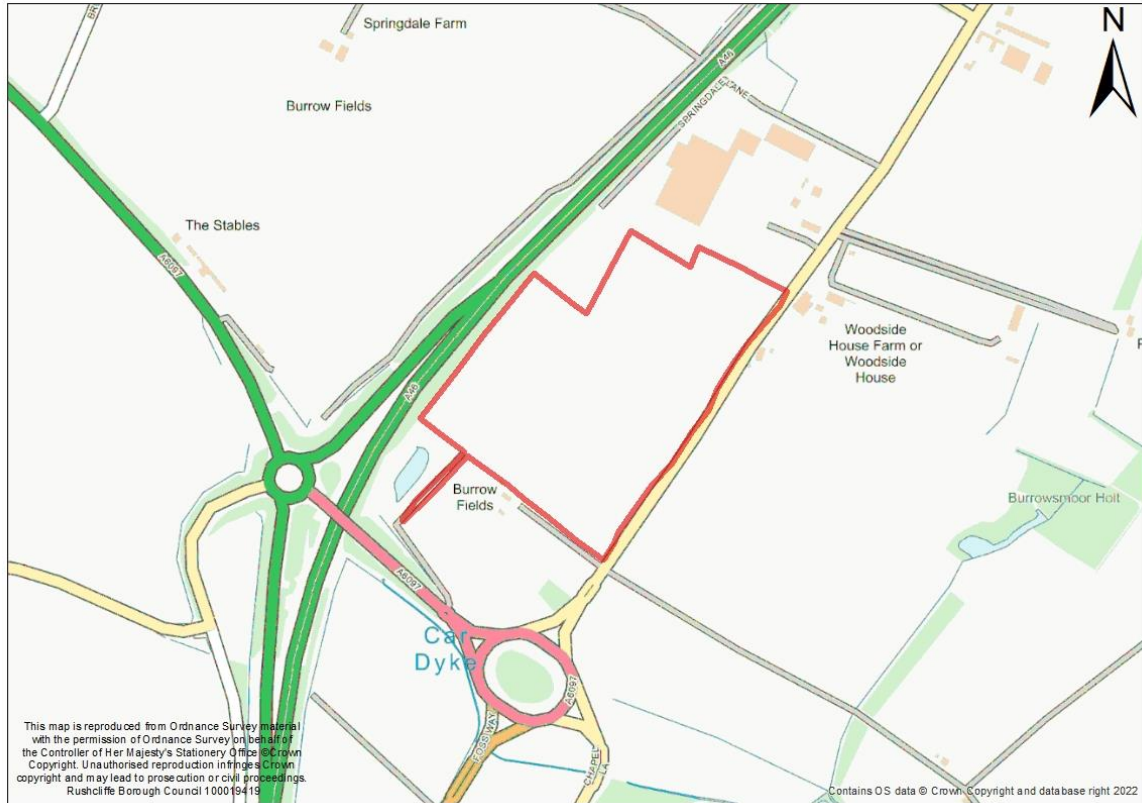 BR
Springdale Farm
N
A46
SPRINGDALE LANE
Burrow Fields
The Stables
A6097
Woodside
House Farm or
Woodside
House
A46
Burrow
Fields
Burrowsmoor Holt
A6097
Car
Dyke
A6097
FOSS WAY
CHAPEL
LA
This map is reproduced from Ordnance Survey material
with the permission of Ordnance Survey on behalf of
the Controller of Her Majesty's Stationery Office © Crown
Copyright. Unauthorised reproduction infringes Crown
copyright and may lead to prosecution or civil proceedings.
Rushcliffe Borough Council 100019419
Contains OS data © Crown Copyright and database right 2022